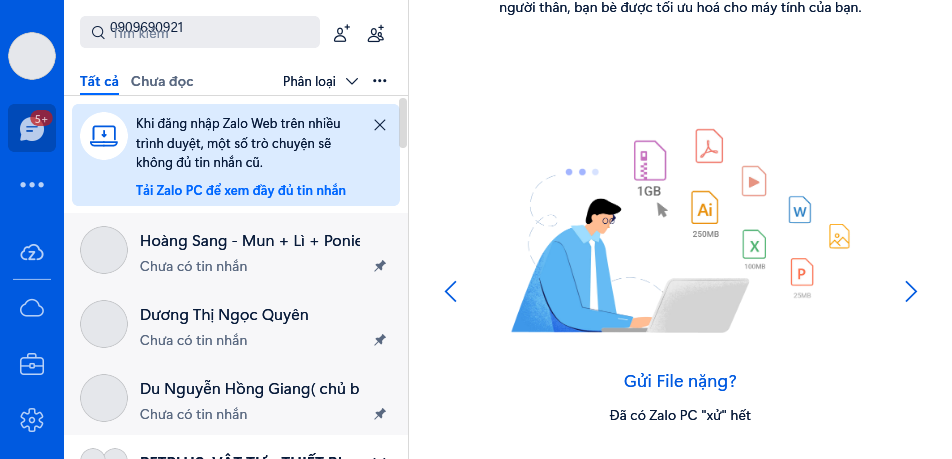 người thân, bạn bè được tối ưu hoá cho máy tính của bạn.
0909690921
Tìm kiếm
Tất cả Chưa đọc Phân loại
5+
Khi đăng nhập Zalo Web trên nhiều
trình duyệt, một số trò chuyện sẽ
không đủ tin nhắn cũ.
Tải Zalo PC để xem đầy đủ tin nhắn
Hoàng Sang - Mun + Lì + Ponie
Chưa có tin nhắn
Dương Thị Ngọc Quyên
Chưa có tin nhắn
Du Nguyễn Hồng Giang( chủ b
Chưa có tin nhắn
Z
1GB
Ai
250MB
W
X
100MB
P
25MB
Gửi File nặng?
Đã có Zalo PC "xử" hết